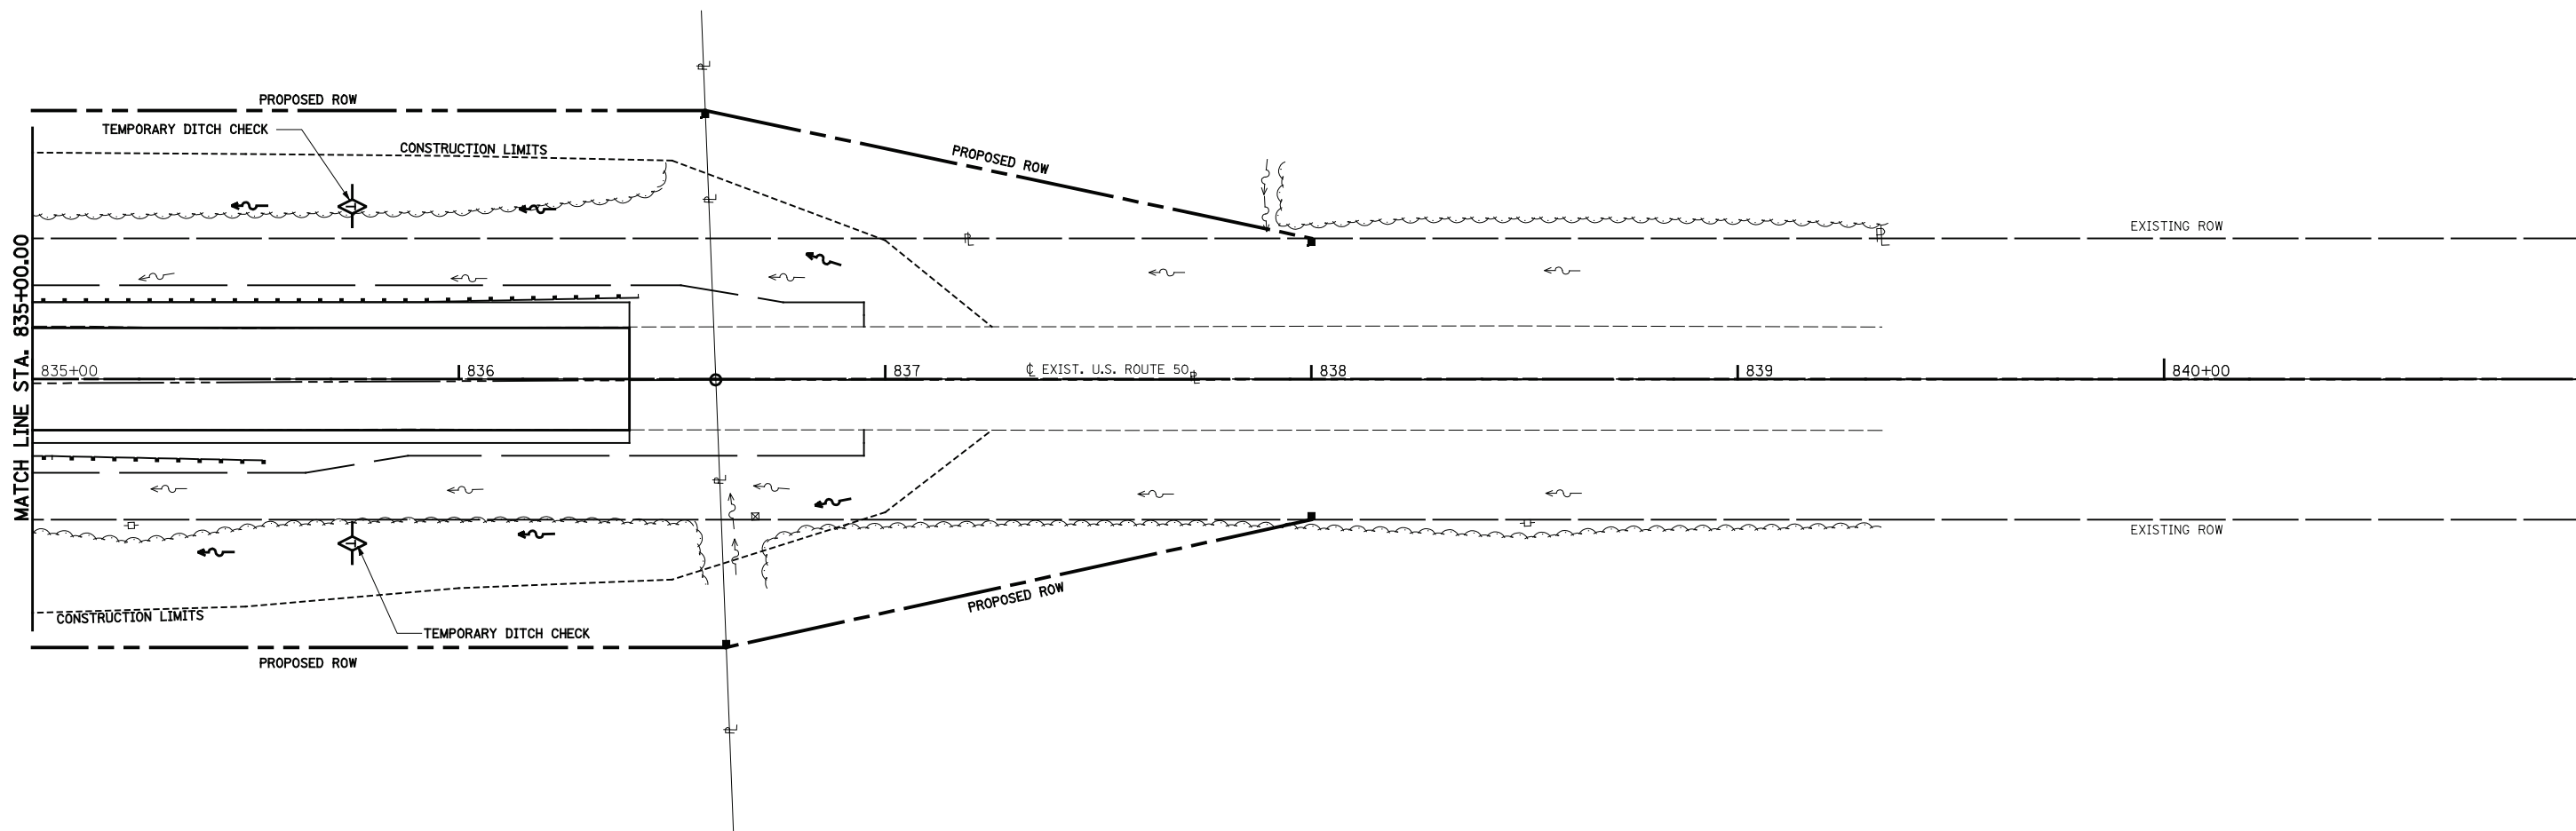 PROPOSED ROW
TEMPORARY DITCH CHECK
CONSTRUCTION LIMITS
PROPOSED ROW
EXISTING ROW
MATCH LINE STA. 835+00.00
835+00
836
837
℄ EXIST. U.S. ROUTE 50
838
839
840+00
EXISTING ROW
PROPOSED ROW
CONSTRUCTION LIMITS
TEMPORARY DITCH CHECK
PROPOSED ROW